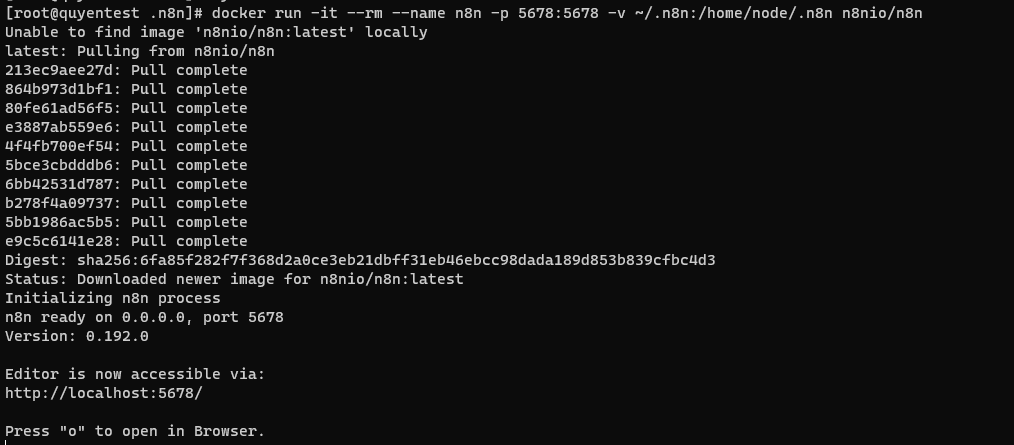 [root@quyentest .n8n]# docker run -it --rm --name n8n -p 5678:5678 -v ~/.n8n:/home/node/.n8n n8nio/n8n
Unable to find image 'n8nio/n8n:latest' locally
latest: Pulling from n8nio/n8n
213ec9aee27d: Pull complete
864b973d1bf1: Pull complete
80fe61ad56f5: Pull complete
e3887ab559e6: Pull complete
4f4fb700ef54: Pull complete
5bce3cbdddb6: Pull complete
6bb42531d787: Pull complete
b278f4a09737: Pull complete
5bb1986ac5b5: Pull complete
e9c5c6141e28: Pull complete
Digest: sha256:6fa85f282f7f368d2a0ce3eb21dbff31eb46ebcc98dada189d853b839cfbc4d3
Status: Downloaded newer image for n8nio/n8n:latest
Initializing n8n process
n8n ready on 0.0.0.0, port 5678
Version: 0.192.0
Editor is now accessible via:
http://localhost:5678/
Press "o" to open in Browser.